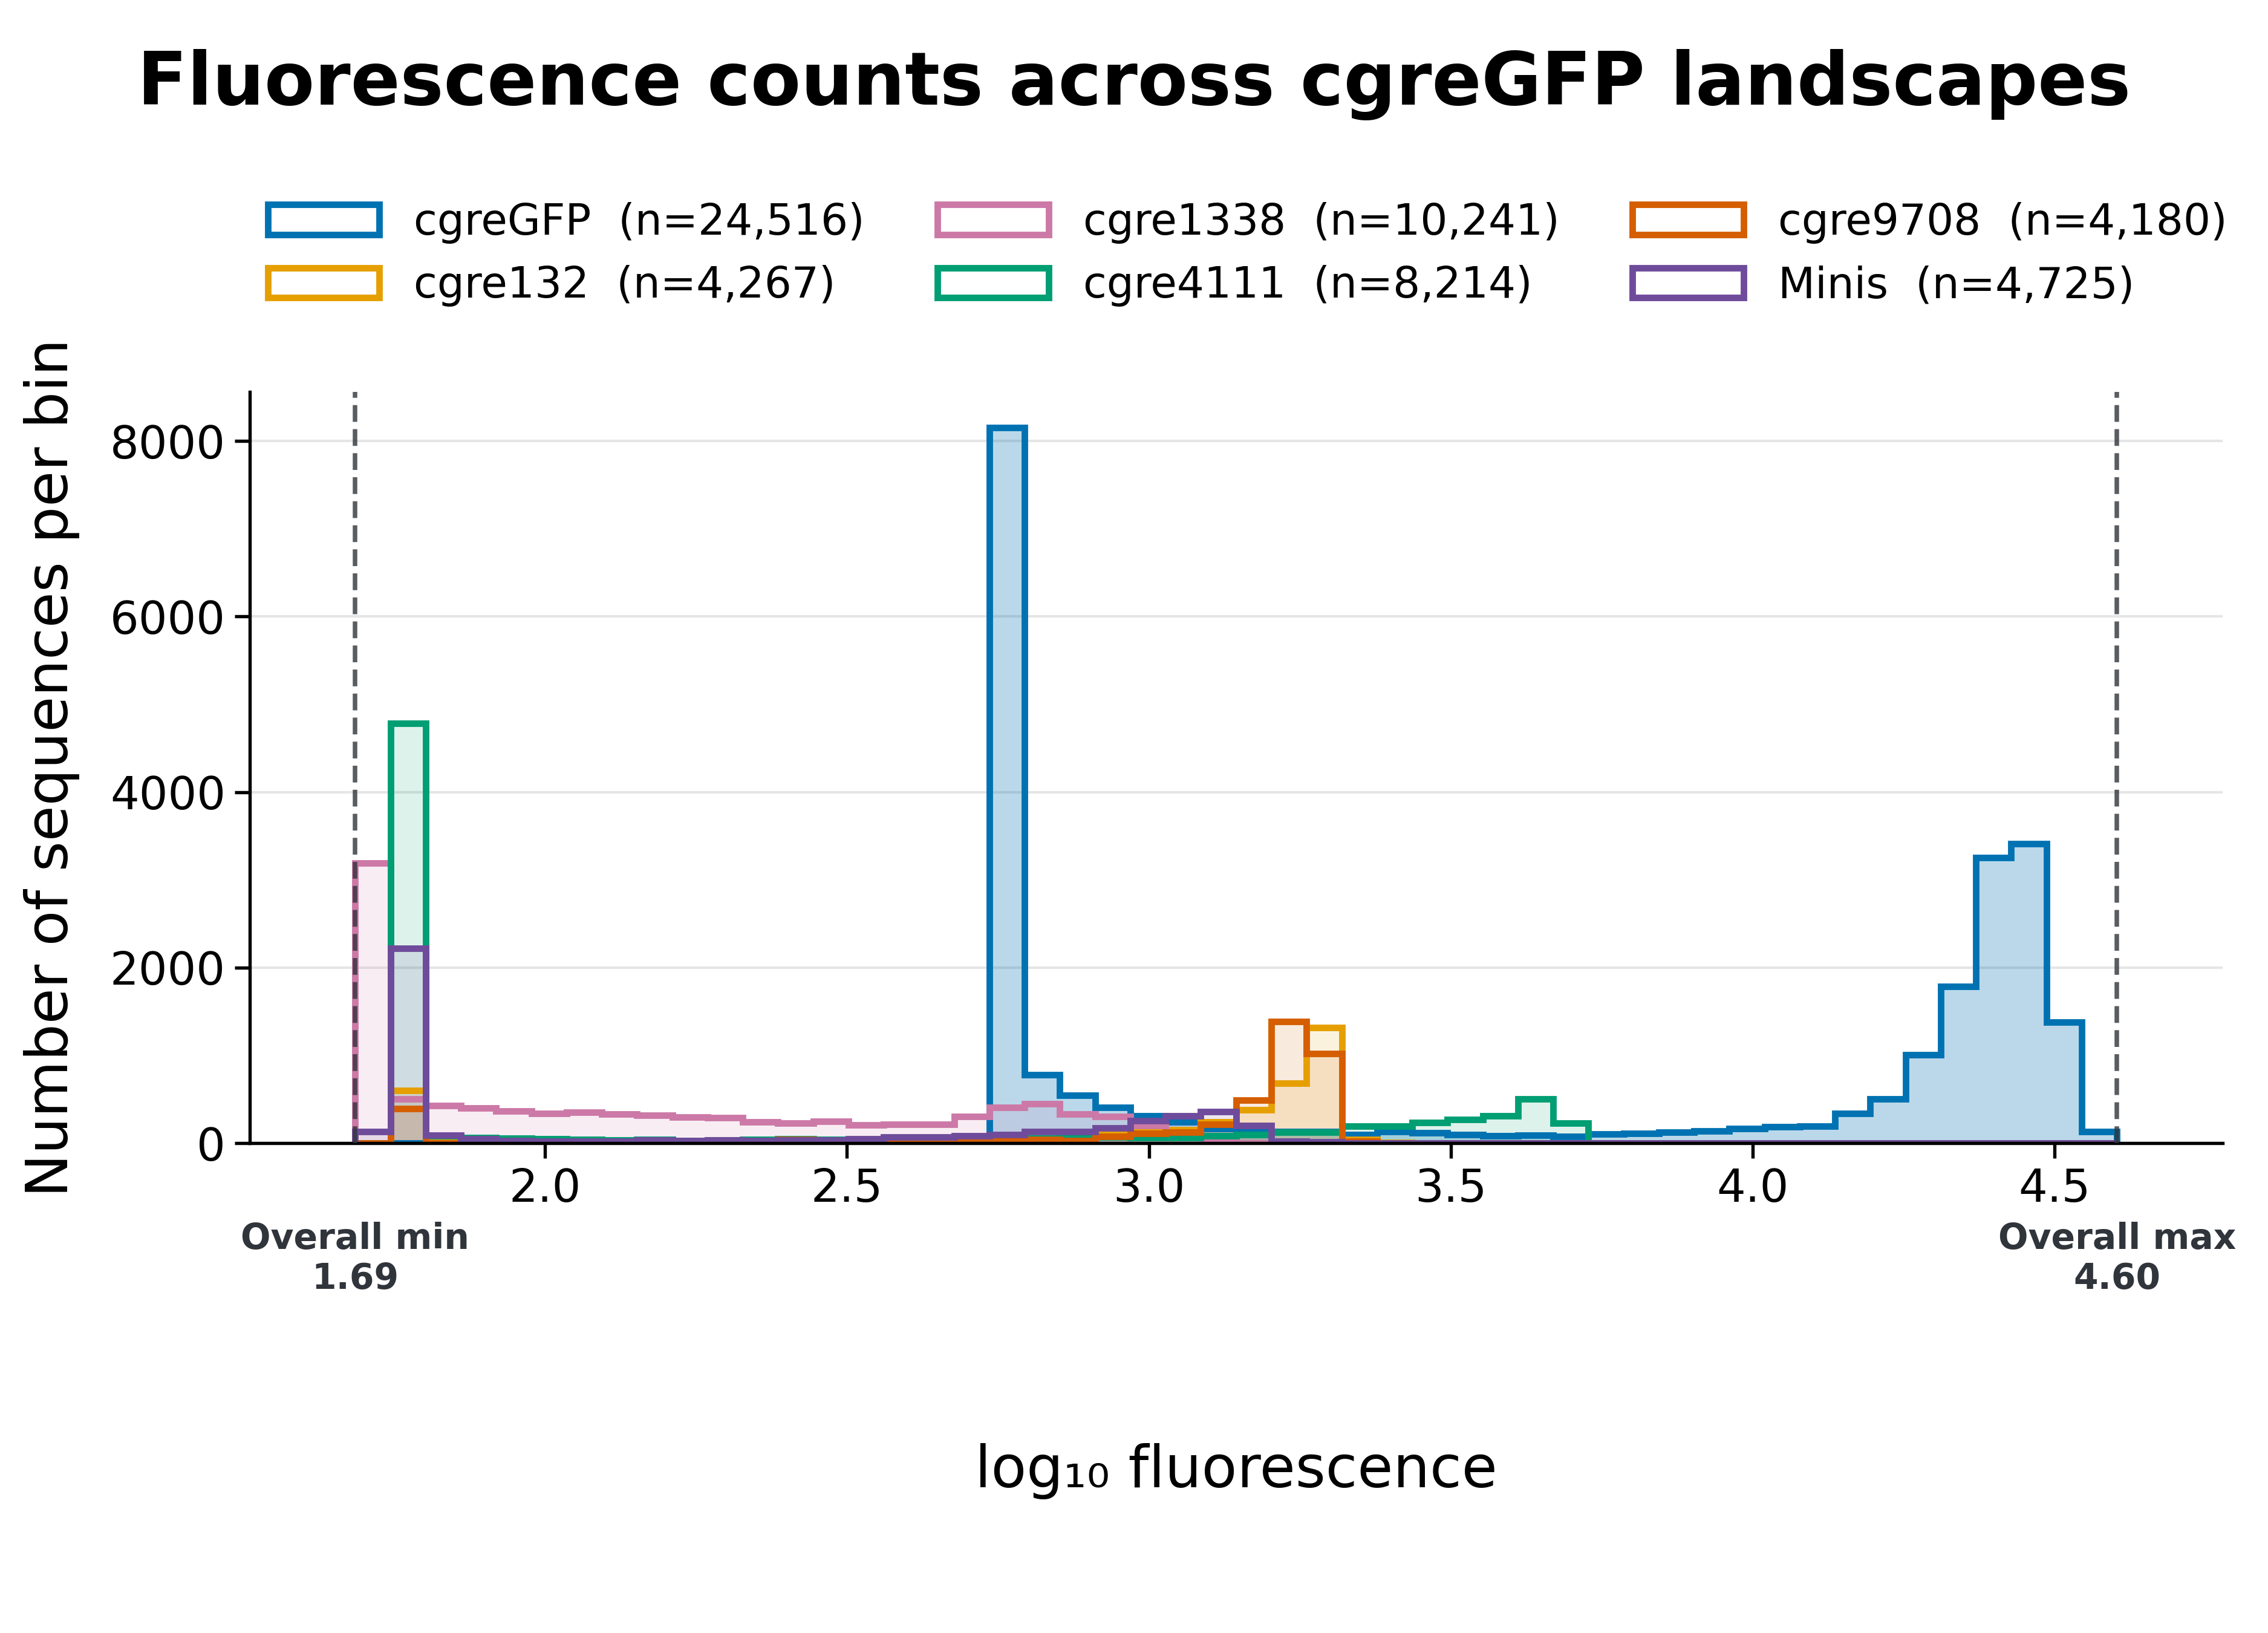 Fluorescence counts across cgreGFP landscapes
cgreGFP (n=24,516)
cgre132 (n=4,267)
cgre1338 (n=10,241)
cgre4111 (n=8,214)
cgre9708 (n=4,180)
Minis (n=4,725)
Number of sequences per bin
8000
6000
4000
2000
0
2.0 2.5 3.0 3.5 4.0 4.5
Overall min
1.69
Overall max
4.60
log₁₀ fluorescence